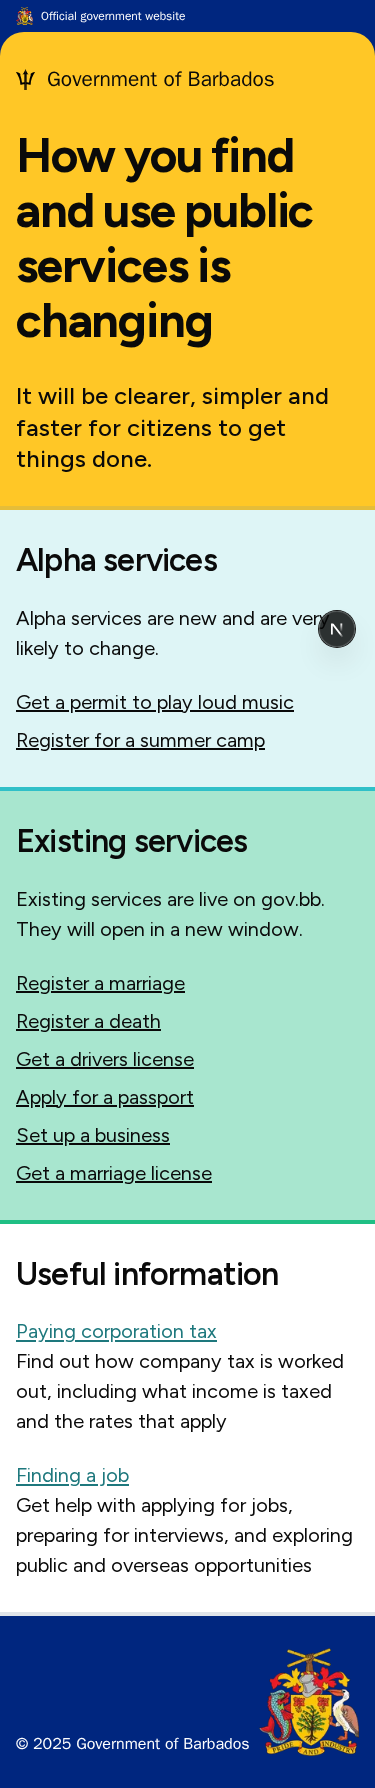 Official government website
Government of Barbados
How you find
and use public
services is
changing
It will be clearer, simpler and
faster for citizens to get
things done.
Alpha services
Alpha services are new and are very
likely to change.
N
Get a permit to play loud music
Register for a summer camp
Existing services
Existing services are live on gov.bb.
They will open in a new window.
Register a marriage
Register a death
Get a drivers license
Apply for a passport
Set up a business
Get a marriage license
Useful information
Paying corporation tax
Find out how company tax is worked
out, including what income is taxed
and the rates that apply
Finding a job
Get help with applying for jobs,
preparing for interviews, and exploring
public and overseas opportunities
© 2025 Government of Barbados
PRIDE AND INDUSTRY